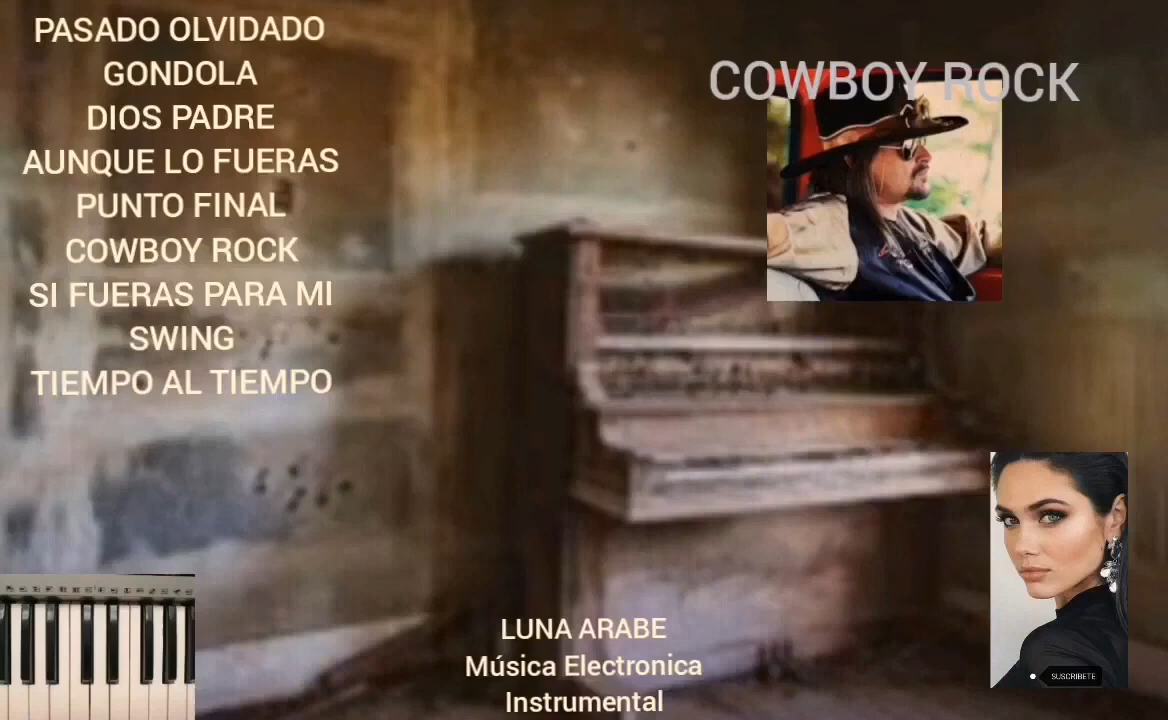 PASADO OLVIDADO
GONDOLA
DIOS PADRE
AUNQUE LO FUERAS
PUNTO FINAL
COWBOY ROCK
SI FUERAS PARA MI
SWING
TIEMPO AL TIEMPO
COWBOY ROCK
LUNA ARABE
Música Electronica
Instrumental
SUSCRIBETE